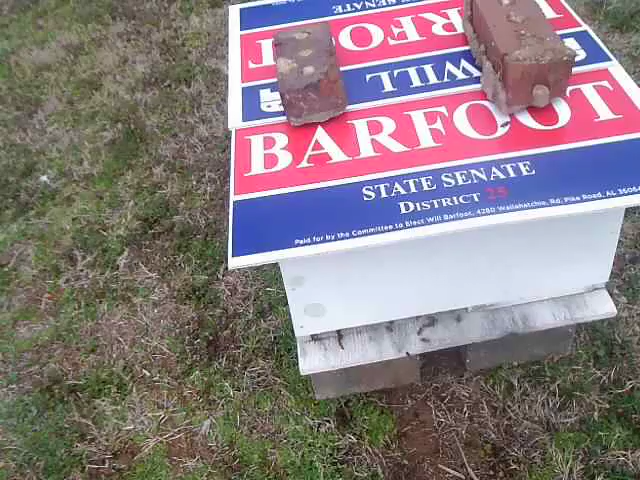 SENATE
BARFOOT
WILL
BARFOOT
STATE SENATE
DISTRICT 25
Paid for by the Committee to Elect Will Barfoot, 4280 Wallahatchie, Rd, Pike Road, AL 36064